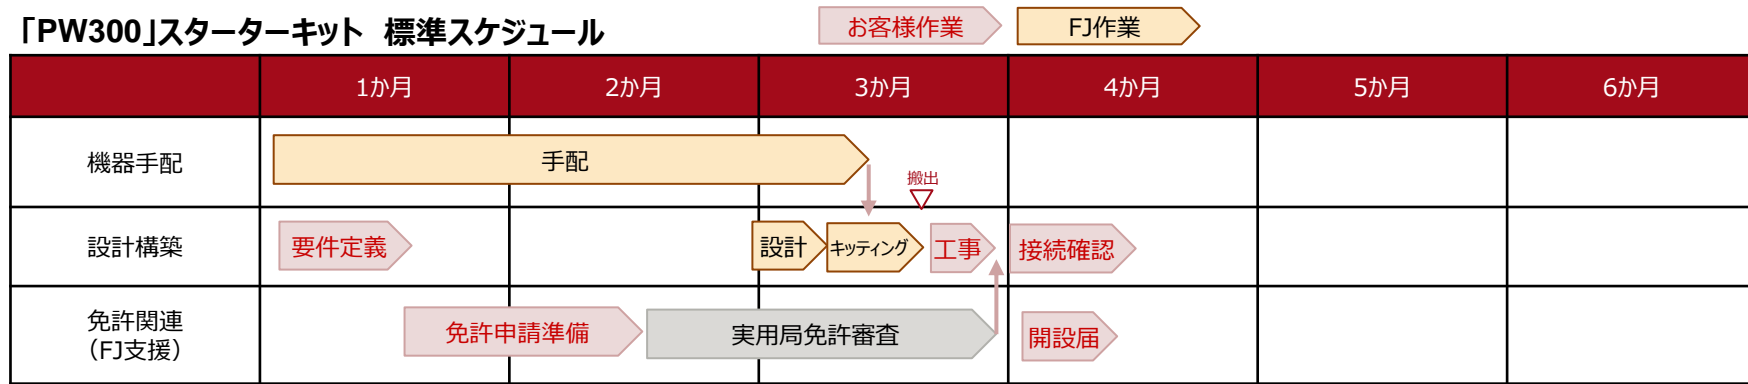 「PW300」スターターキット 標準スケジュール
お客様作業
FJ作業
1か月
2か月
3か月
4か月
5か月
6か月
機器手配
手配
搬出
設計構築
要件定義
設計
キッティング
工事
接続確認
免許関連
（FJ支援）
免許申請準備
実用局免許審査
開設届